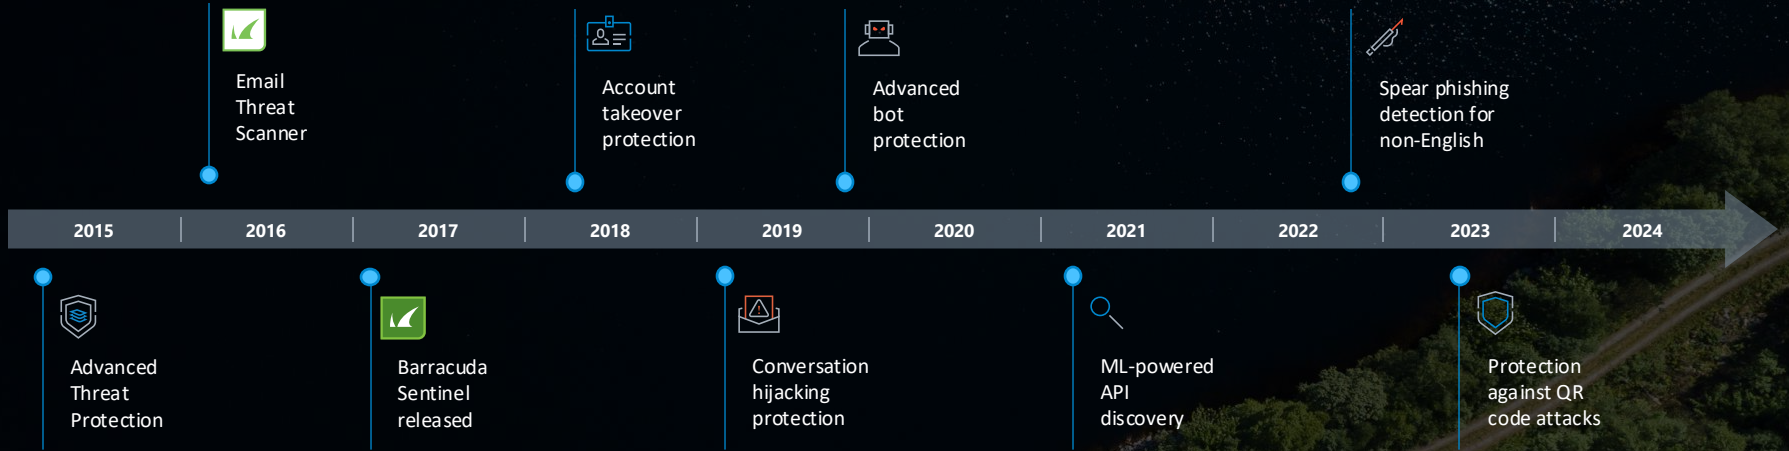 Email
Threat
Scanner
Account
takeover
protection
Advanced
bot
protection
Spear phishing
detection for
non-English
2015 2016 2017 2018 2019 2020 2021 2022 2023 2024
Advanced
Threat
Protection
Barracuda
Sentinel
released
Conversation
hijacking
protection
ML-powered
API
discovery
Protection
against QR
code attacks